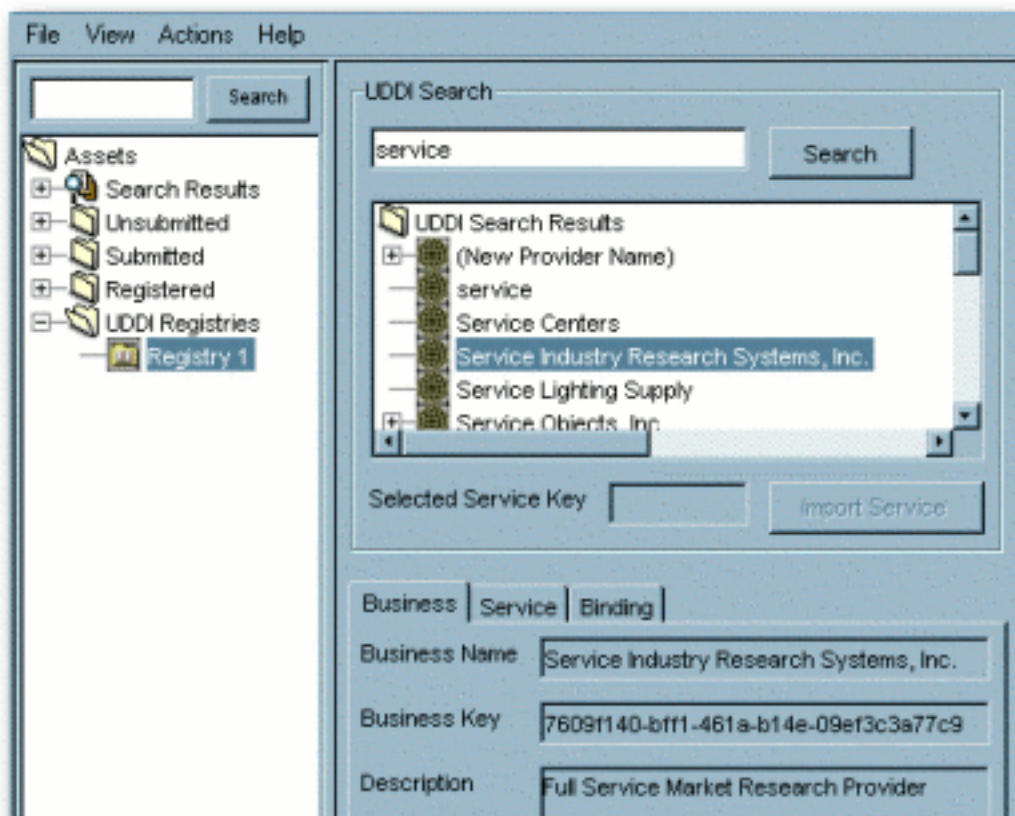 File View Actions Help
Search
Assets
Search Results
Unsubmitted
Submitted
Registered
UDDI Registries
Registry 1
UDDI Search
service
Search
UDDI Search Results
(New Provider Name)
service
Service Centers
Service Industry Research Systems, Inc.
Service Lighting Supply
Service Objects, Inc
Selected Service Key
Import Service
Business Service Binding
Business Name Service Industry Research Systems, Inc.
Business Key 7609f140-bff1-461a-b14e-09ef3c3a77c9
Description Full Service Market Research Provider